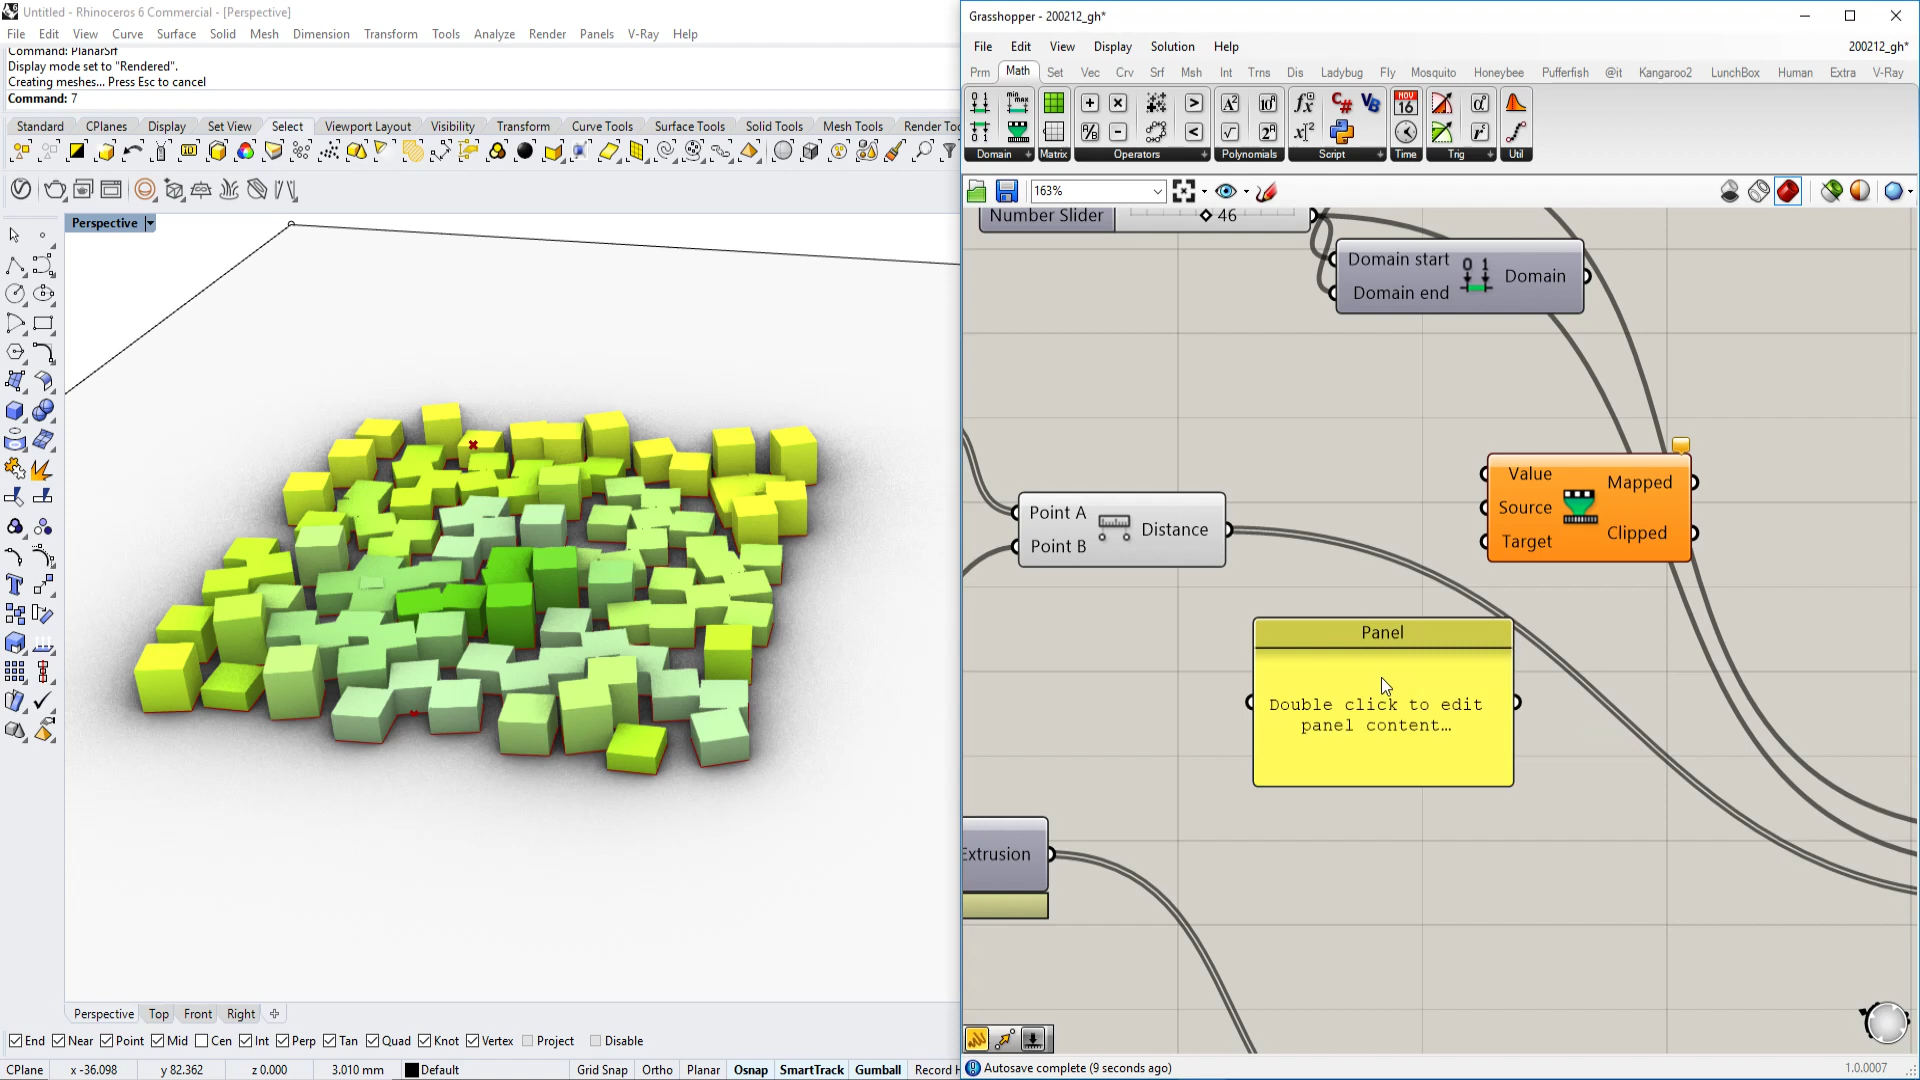 Untitled - Rhinoceros 6 Commercial - [Perspective]
File Edit View Curve Surface Solid Mesh Dimension Transform Tools Analyze Render Panels V-Ray Help
Command: PlanarSrf
Display mode set to "Rendered".
Creating meshes... Press Esc to cancel
Command: 7
Standard CPlanes Display Set View Select Viewport Layout Visibility Transform Curve Tools Surface Tools Solid Tools Mesh Tools Render
Perspective
Perspective Top Front Right
End Near Point Mid Cen Int Perp Tan Quad Knot Vertex Project Disable
CPlane x -36.098 y 82.362 z 0.000 3.010 mm Default Grid Snap Ortho Planar Osnap SmartTrack Gumball Record
Grasshopper - 200212_gh*
File Edit View Display Solution Help
200212_gh*
Prm Math Set Vec Crv Srf Msh Int Trns Dis Ladybug Fly Mosquito Honeybee Pufferfish @it Kangaroo2 LunchBox Human Extra V-Ray
Domain Matrix Operators Polynomials Script Time Trig Util
163%
Number Slider 46
Domain start
Domain end
Domain
Value
Source
Target
Mapped
Clipped
Point A
Point B
Distance
Panel
Double click to edit
panel content…
Extrusion
Autosave complete (9 seconds ago)
1.0.0007